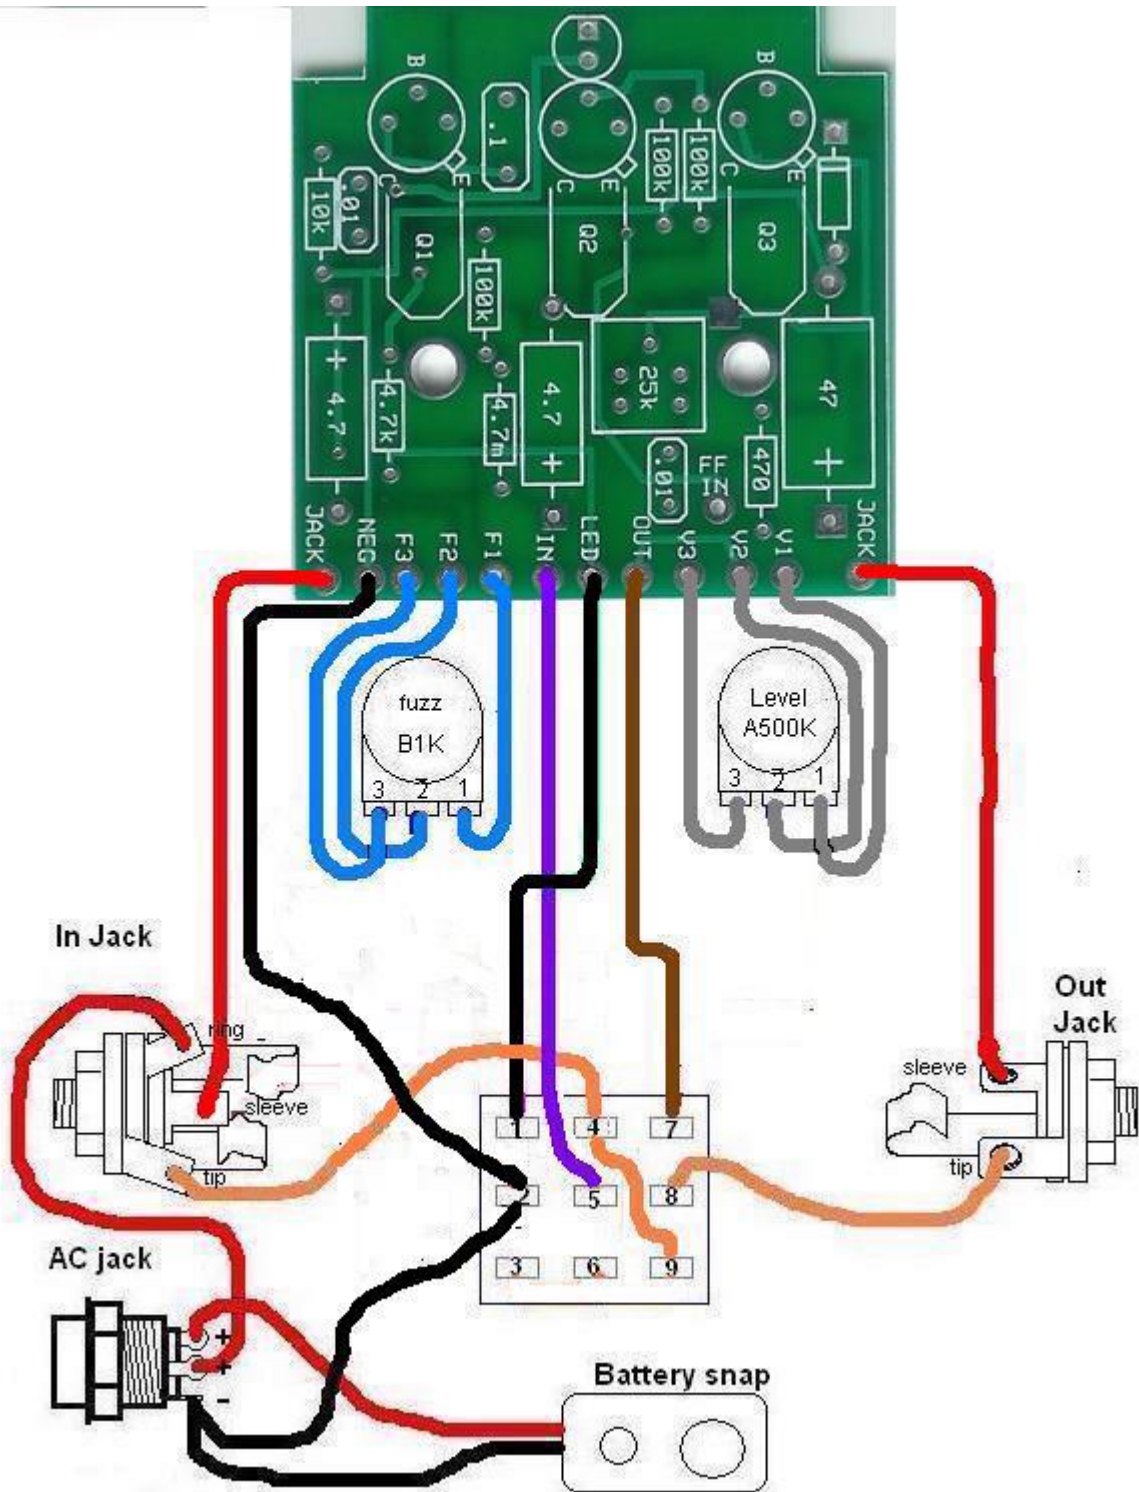 B
B
.1
100k
100k
C
E
C
E
C
E
10k
.01
Q1
Q2
Q3
100k
25k
+
4.7
4.7k
4.7m
4.7
+
47
+
.01
FF
IN
470
JACK
NEG
F3
F2
F1
IN
LED
OUT
V3
V2
V1
JACK
fuzz
B1K
3 2 1
Level
A500K
3 2 1
In Jack
ring
sleeve
tip
Out
Jack
sleeve
tip
1 4 7
2 5 8
3 6 9
AC jack
+
+
-
Battery snap